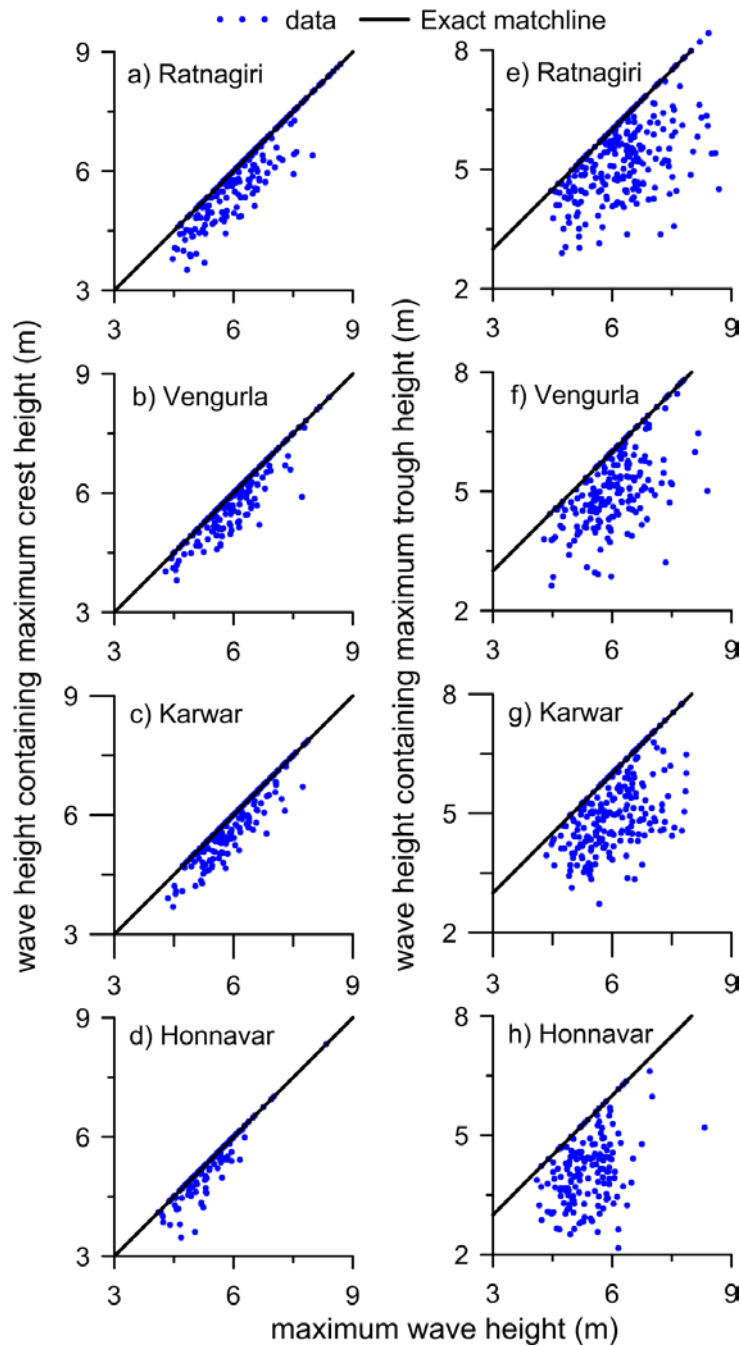 data Exact matchline
wave height containing maximum crest height (m)
9
a) Ratnagiri
6
3
3 6 9
9
b) Vengurla
6
3
3 6 9
9
c) Karwar
6
3
3 6 9
9
d) Honnavar
6
3
3 6 9
wave height containing maximum trough height (m)
8
e) Ratnagiri
5
2
3 6 9
8
f) Vengurla
5
2
3 6 9
8
g) Karwar
5
2
3 6 9
8
h) Honnavar
5
2
3 6 9
maximum wave height (m)